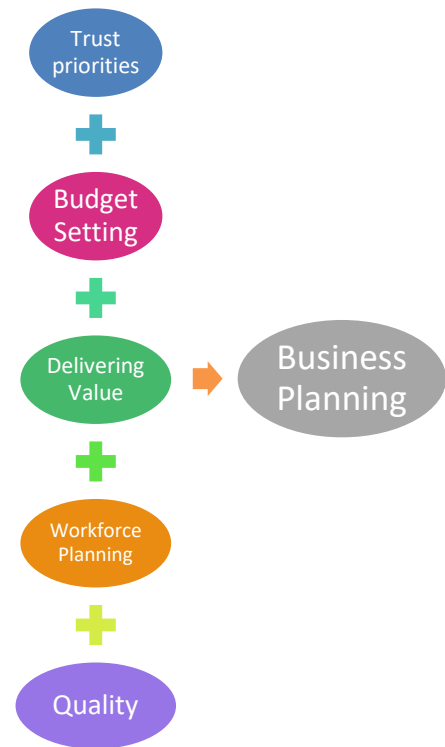 Trust
priorities
Budget
Setting
Delivering
Value
Business
Planning
Workforce
Planning
Quality